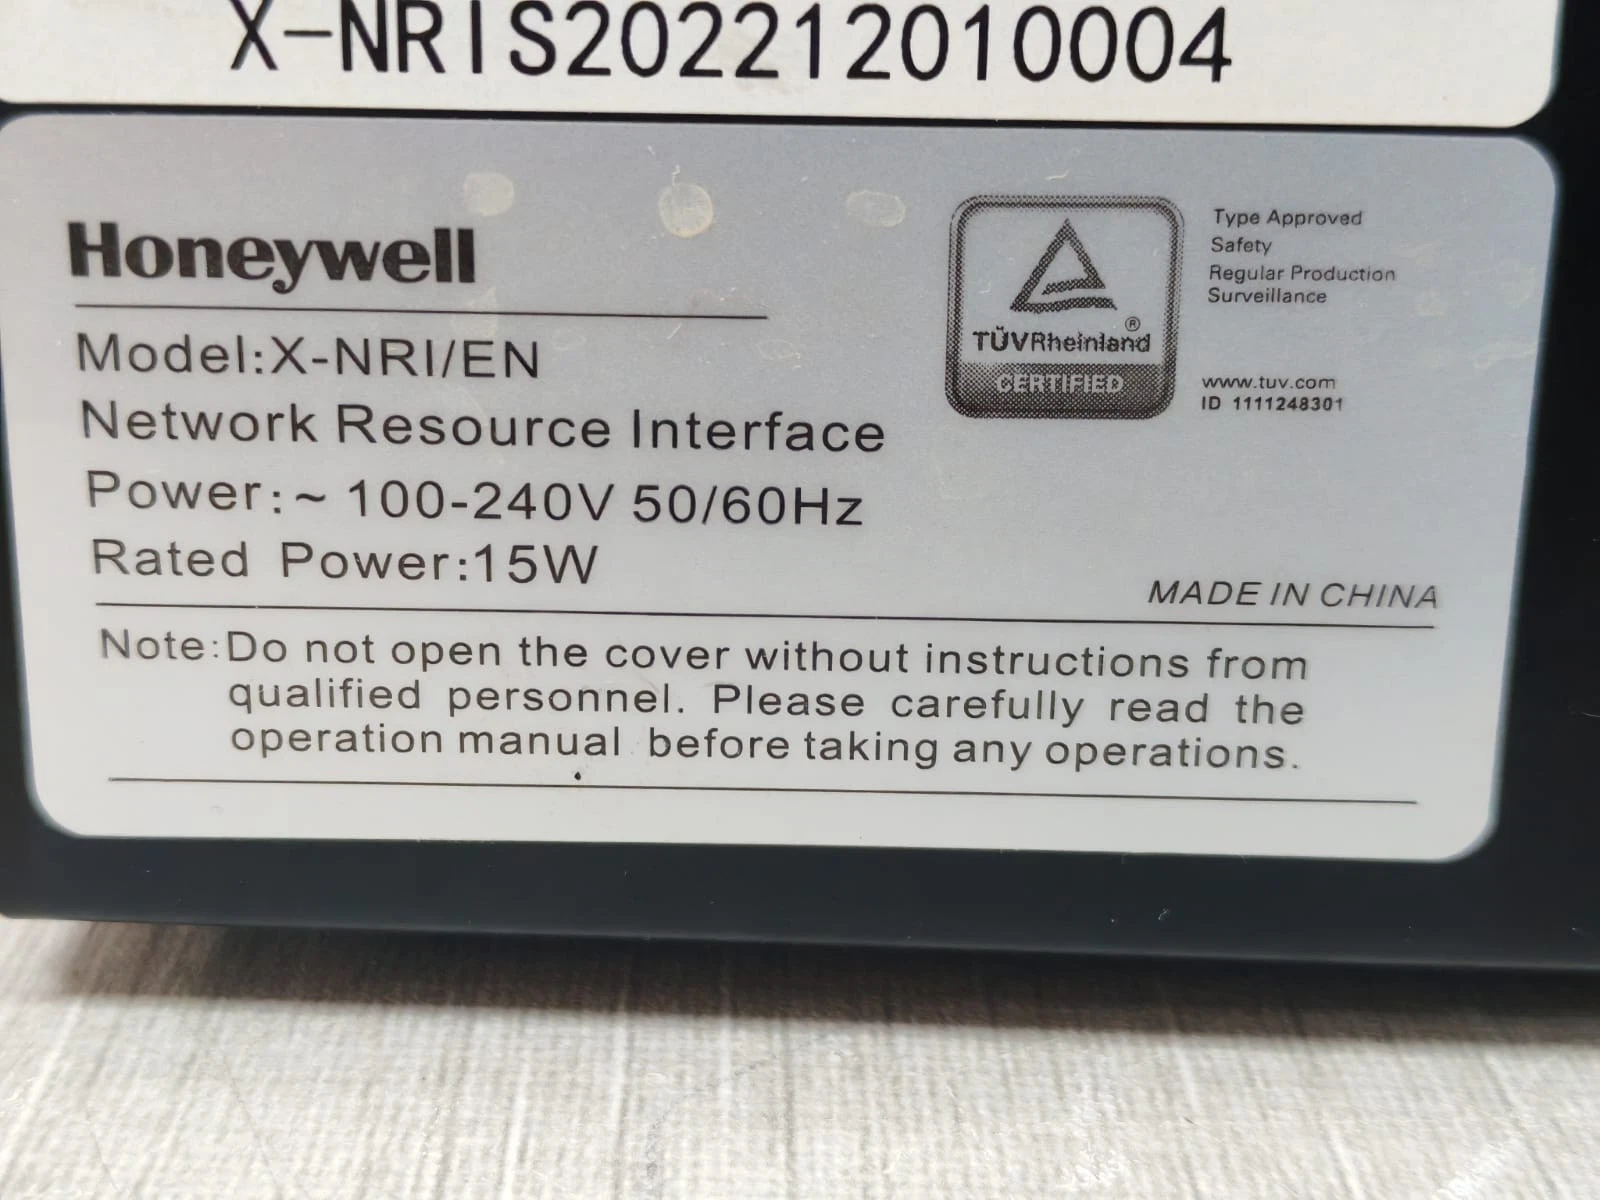 X-NRIS202212010004
Honeywell
Model:X-NRI/EN
Network Resource Interface
Power:~ 100-240V 50/60Hz
Rated Power:15W
TÜVRheinland®
CERTIFIED
Type Approved
Safety
Regular Production
Surveillance
www.tuv.com
ID 1111248301
MADE IN CHINA
Note:Do not open the cover without instructions from
qualified personnel. Please carefully read the
operation manual before taking any operations.